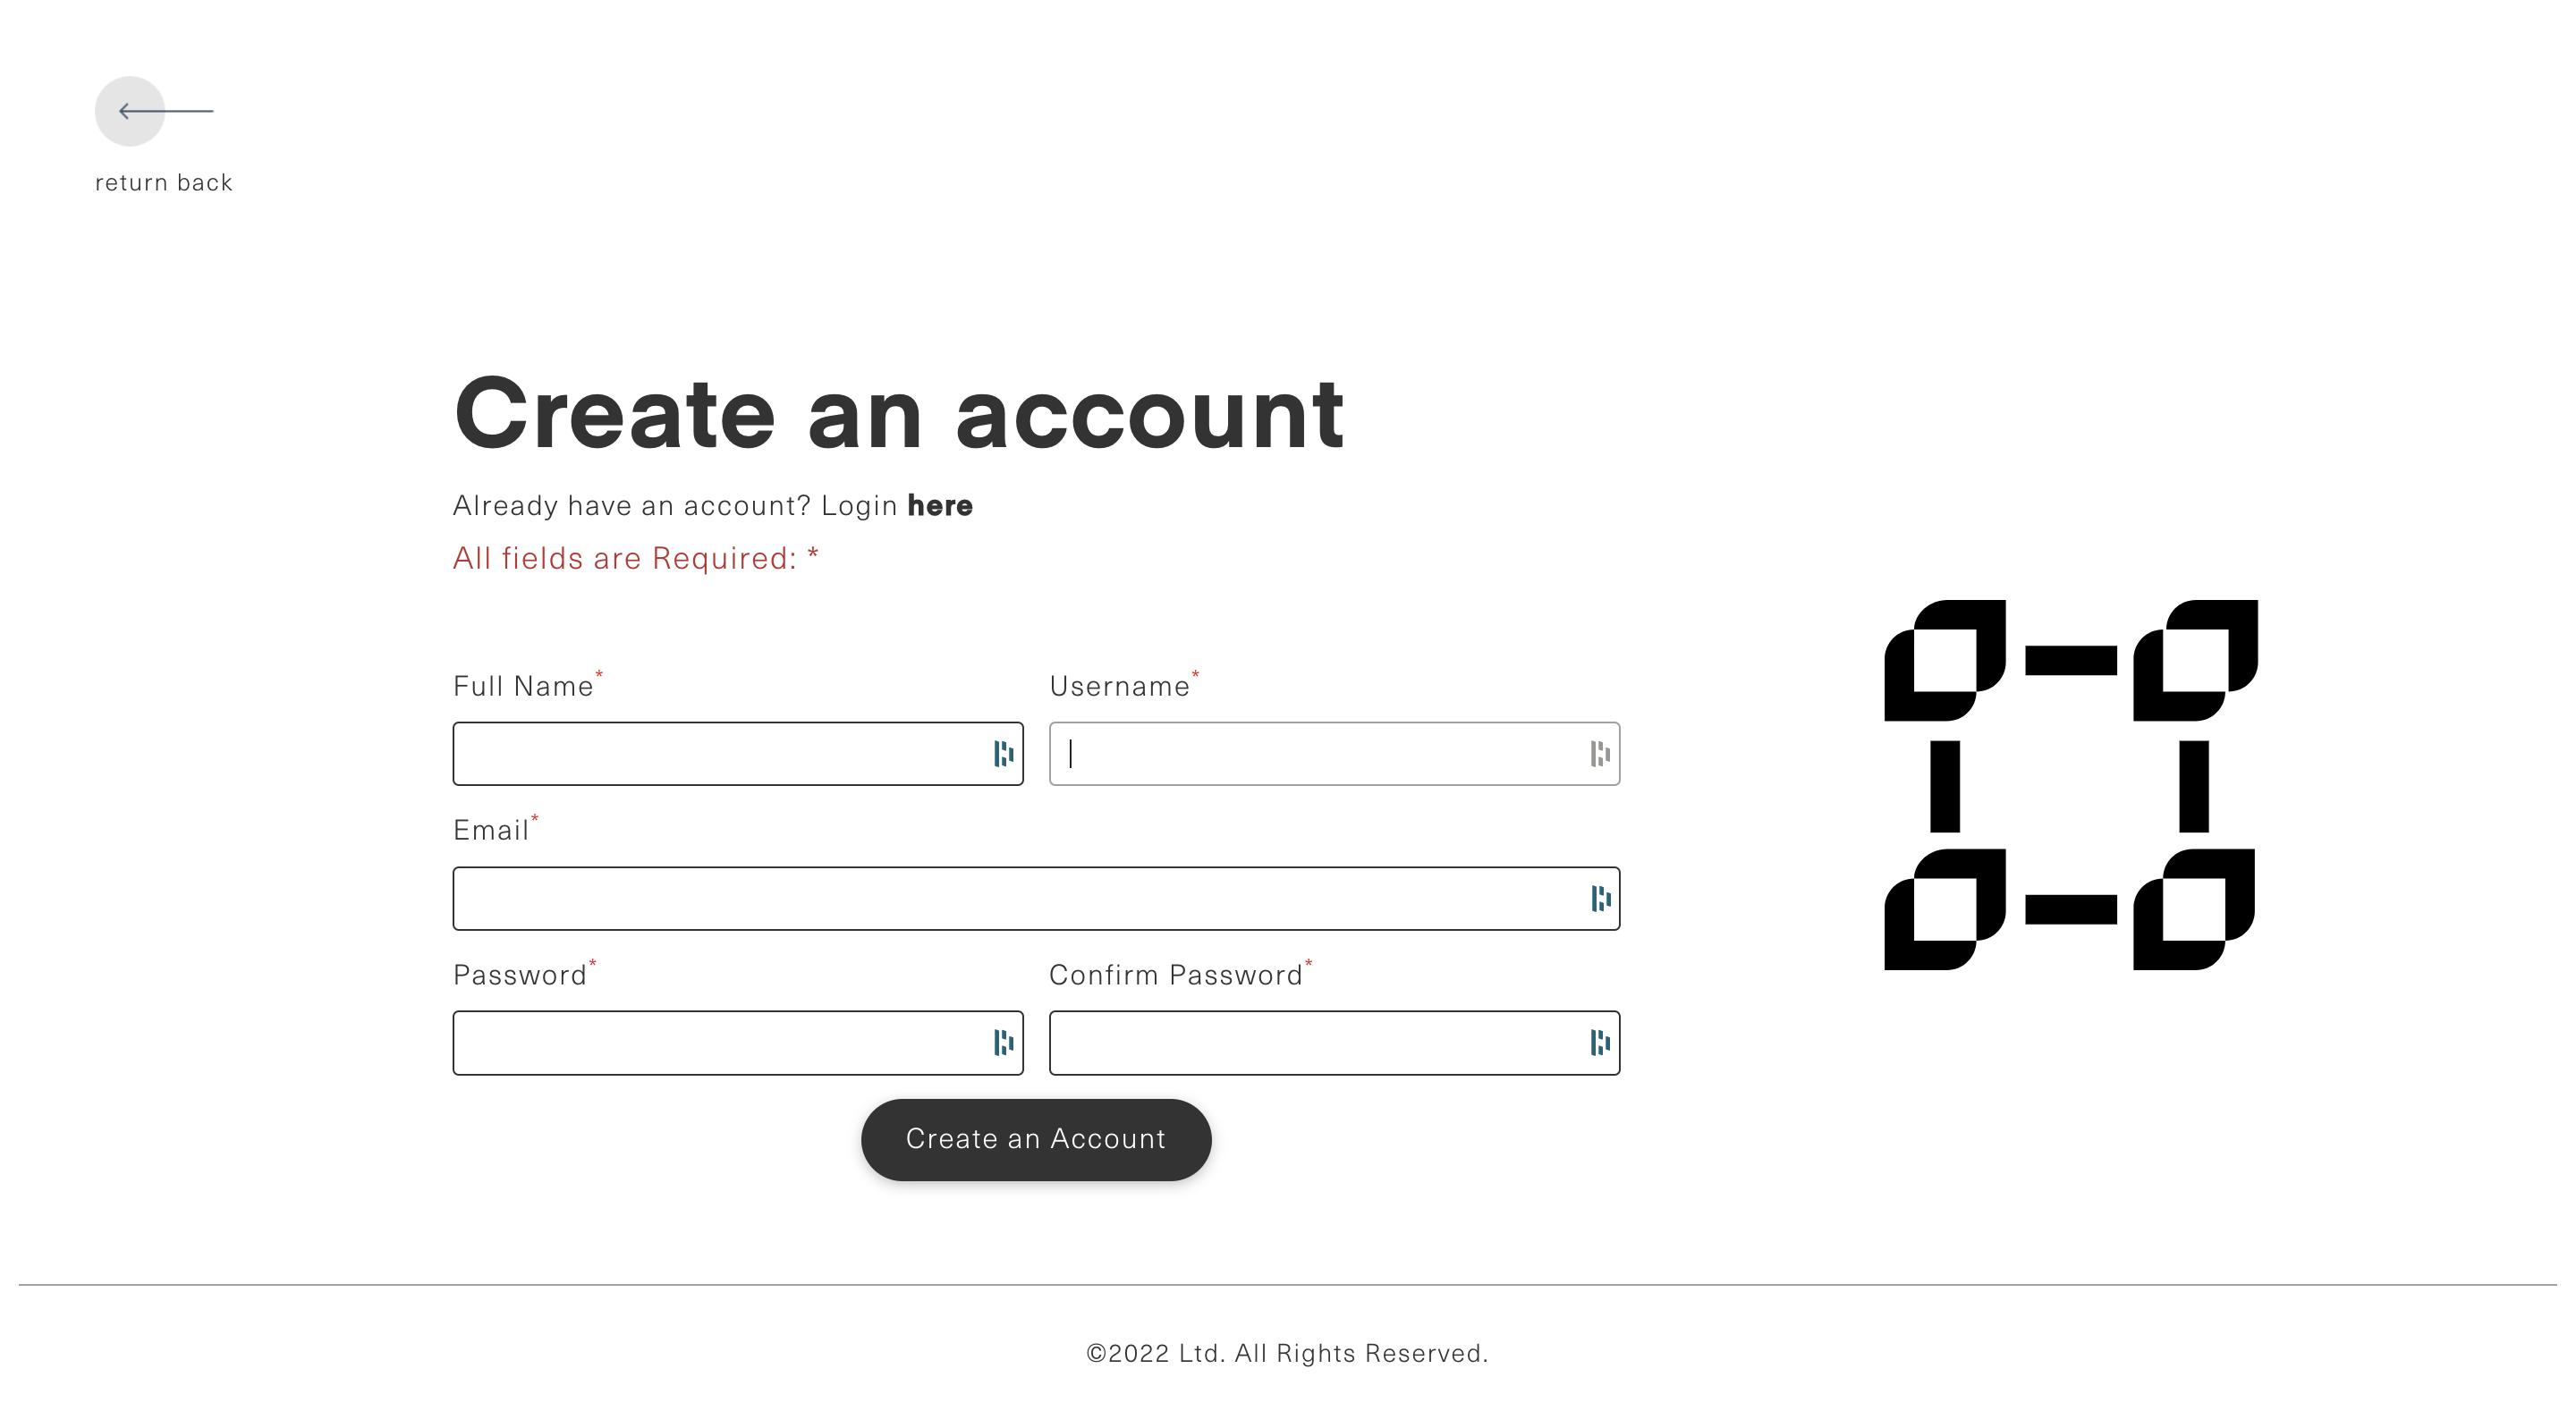 return back
Create an account
Already have an account? Login here
All fields are Required: *
Full Name*
Username*
Email*
Password*
Confirm Password*
Create an Account
©2022 Ltd. All Rights Reserved.